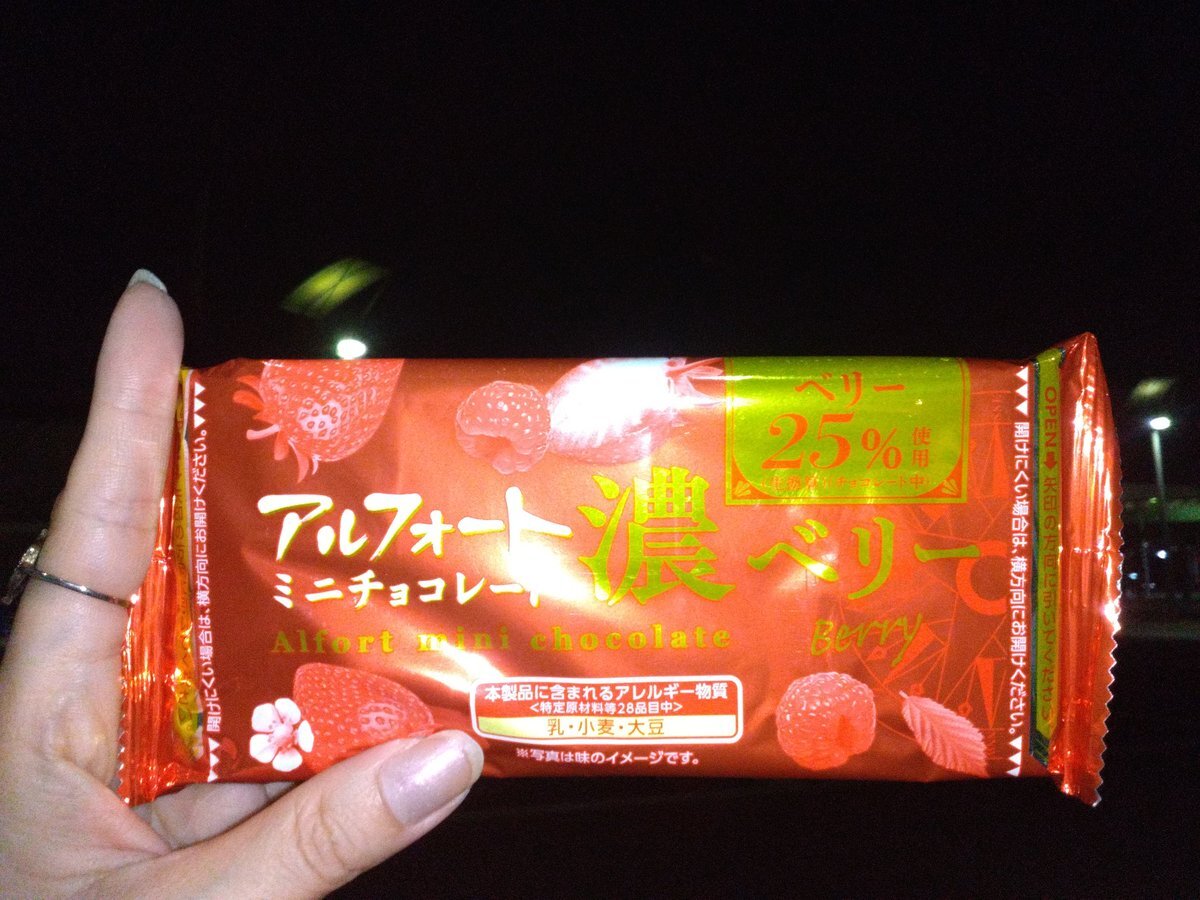 ベリー
25%使用
アルフォート
ミニチョコレート
濃ベリー
Alfort mini chocolate
Berry
本製品に含まれるアレルギー物質
<特定原材料等28品目中>
乳・小麦・大豆
※写真は味のイメージです。
開けにくい場合は、横方向にお開けください。
開けにくい場合は、横方向にお開けください。
OPEN